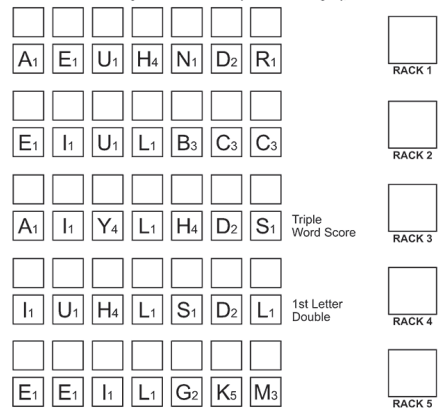 A1 E1 U1 H4 N1 D2 R1
RACK 1
E1 I1 U1 L1 B3 C3 C3
RACK 2
A1 I1 Y4 L1 H4 D2 S1 Triple
Word Score
RACK 3
I1 U1 H4 L1 S1 D2 L1 1st Letter
Double
RACK 4
E1 E1 I1 L1 G2 K5 M3
RACK 5